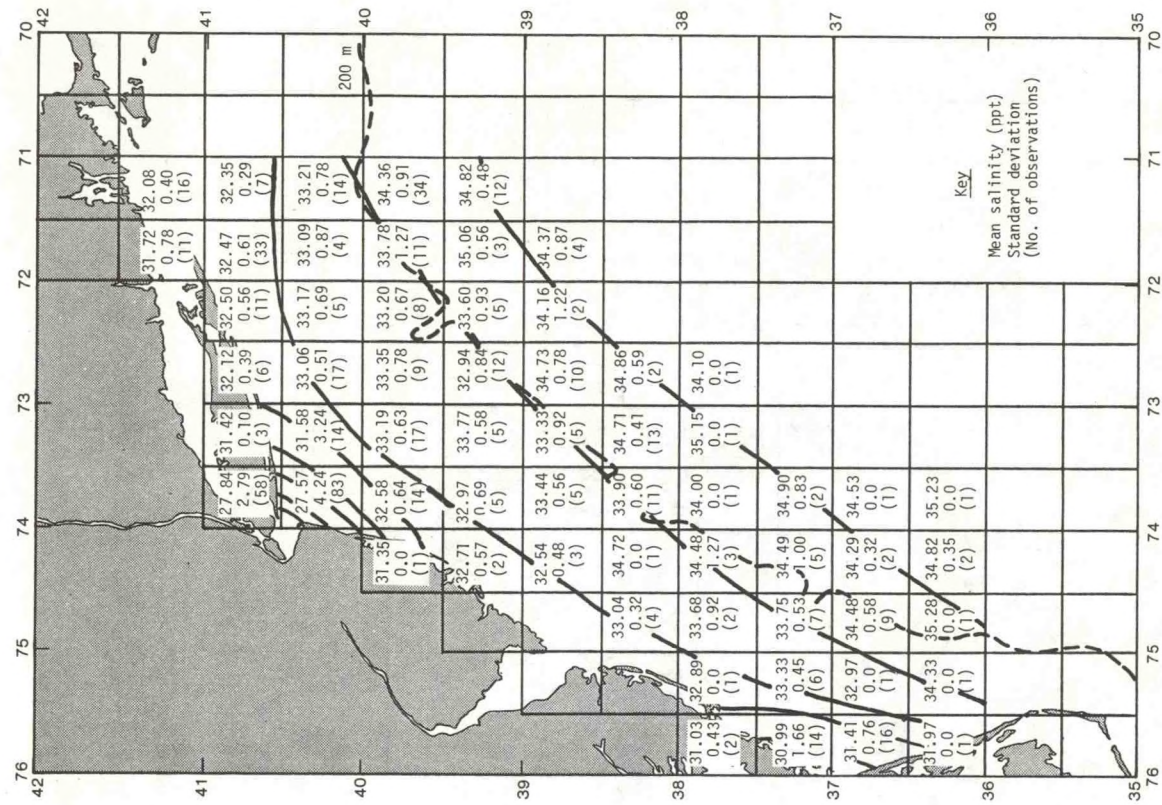 76 75 74 73 72 71 70
42 42
31.72 32.08
0.78 0.40
(11) (16)
41 41
27.84 31.42 32.12 32.50 32.47 32.35
2.79 0.10 0.39 0.56 0.61 0.29
(58) (3) (6) (11) (33) (7)
27.57 31.58 33.06 33.17 33.09 33.21
4.24 3.24 0.51 0.69 0.87 0.78
(83) (14) (17) (5) (4) (14)
200 m
40 40
31.35 32.58 33.19 33.35 33.20 33.78 34.36
0.0 0.64 0.63 0.78 0.67 1.27 0.91
(1) (14) (17) (9) (8) (11) (34)
32.71 32.97 33.77 32.94 33.60 35.06 34.82
0.57 0.69 0.58 0.84 0.93 0.56 0.48
(2) (5) (5) (12) (5) (3) (12)
39 39
32.54 33.44 33.33 34.73 34.16 34.37
0.48 0.56 0.92 0.78 1.22 0.87
(3) (5) (5) (10) (2) (4)
33.04 34.72 33.90 34.71 34.86
0.32 0.0 0.60 0.41 0.59
(4) (1) (11) (13) (2)
38 38
31.03 32.89 33.68 34.48 34.00 35.15 34.10
0.43 0.0 0.92 1.27 0.0 0.0 0.0
(2) (1) (2) (3) (1) (1) (1)
30.99 33.33 33.75 34.49 34.90
1.66 0.45 0.53 1.00 0.83
(14) (6) (7) (5) (2)
37 37
31.41 32.97 34.48 34.29 34.53
0.76 0.0 0.58 0.32 0.0
(16) (1) (9) (2) (1)
31.97 34.33 35.28 34.82 35.23
0.0 0.0 0.0 0.35 0.0
(1) (1) (1) (2) (1)
Key
36 36
Mean salinity (ppt)
Standard deviation
(No. of observations)
35 35
76 75 74 73 72 71 70